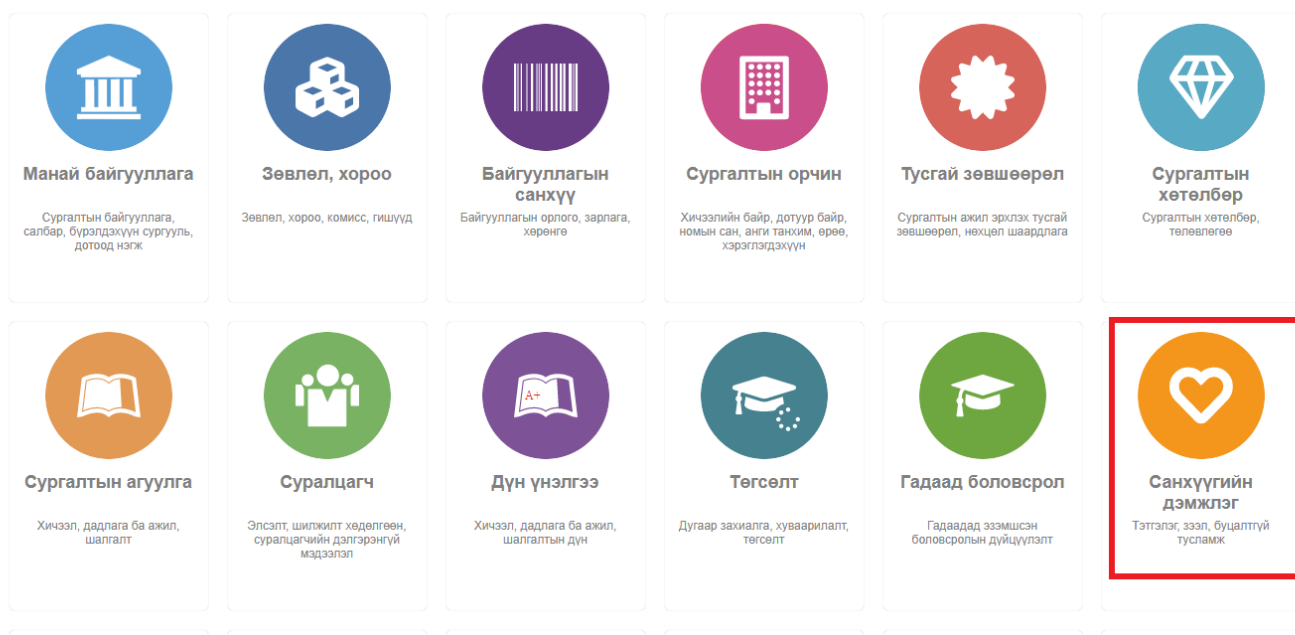 Манай байгууллага
Сургалтын байгууллага,
салбар, бүрэлдэхүүн сургууль,
дотоод нэгж
Зөвлөл, хороо
Зөвлөл, хороо, комисс, гишүүд
Байгууллагын
санхүү
Байгууллагын орлого, зарлага,
хөрөнгө
Сургалтын орчин
Хичээлийн байр, дотуур байр,
номын сан, анги танхим, өрөө,
хэрэглэгдэхүүн
Тусгай зөвшөөрөл
Сургалтын ажил эрхлэх тусгай
зөвшөөрөл, нөхцөл шаардлага
Сургалтын
хөтөлбөр
Сургалтын хөтөлбөр,
төлөвлөгөө
Сургалтын агуулга
Хичээл, дадлага ба ажил,
шалгалт
Суралцагч
Элсэлт, шилжилт хөдөлгөөн,
суралцагчийн дэлгэрэнгүй
мэдээлэл
A+
Дүн үнэлгээ
Хичээл, дадлага ба ажил,
шалгалтын дүн
Төгсөлт
Дугаар захиалга, хуваарилалт,
төгсөлт
Гадаад боловсрол
Гадаадад эзэмшсэн
боловсролын дүйцүүлэлт
Санхүүгийн
дэмжлэг
Тэтгэлэг, зээл, буцалтгүй
тусламж